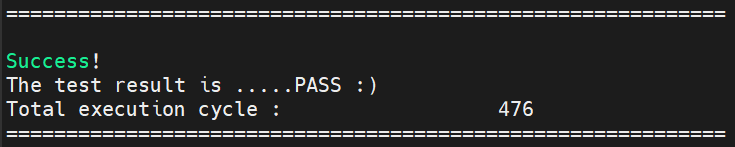 ============================================================
Success!
The test result is .....PASS :)
Total execution cycle :                  476
============================================================